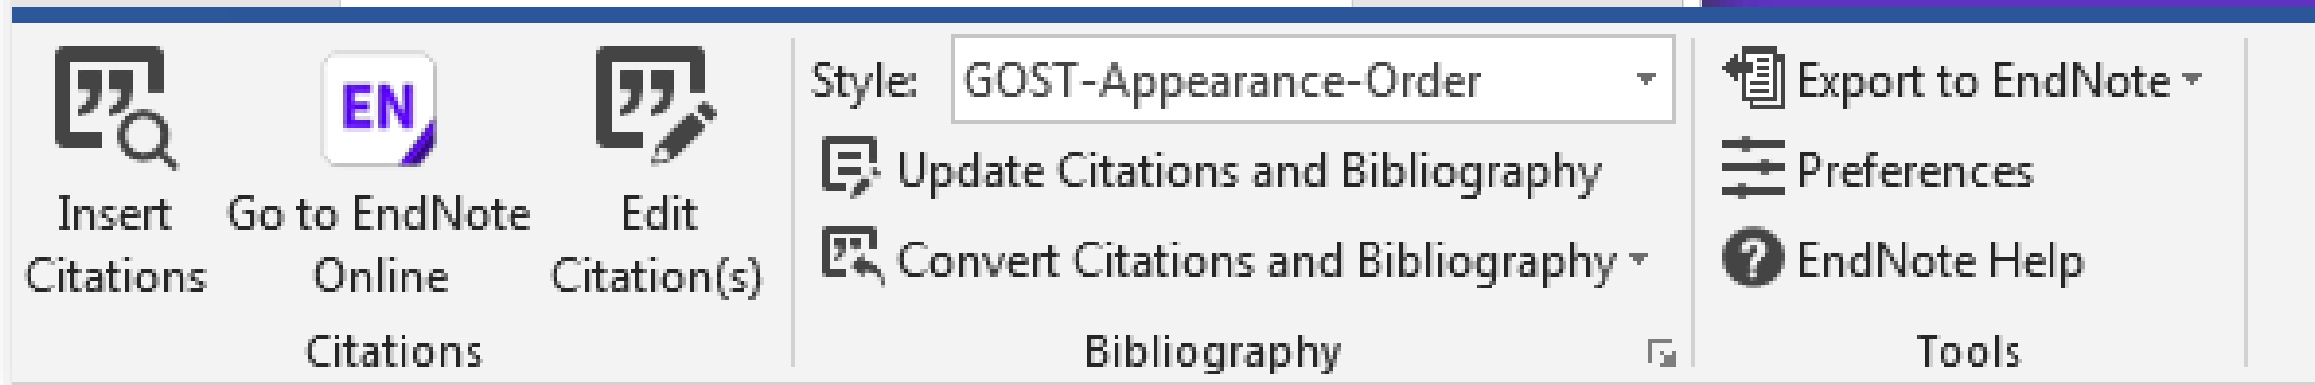 Insert
Citations
EN
Go to EndNote
Online
Edit
Citation(s)
Citations
Style: GOST-Appearance-Order
Update Citations and Bibliography
Convert Citations and Bibliography
Bibliography
Export to EndNote
Preferences
? EndNote Help
Tools